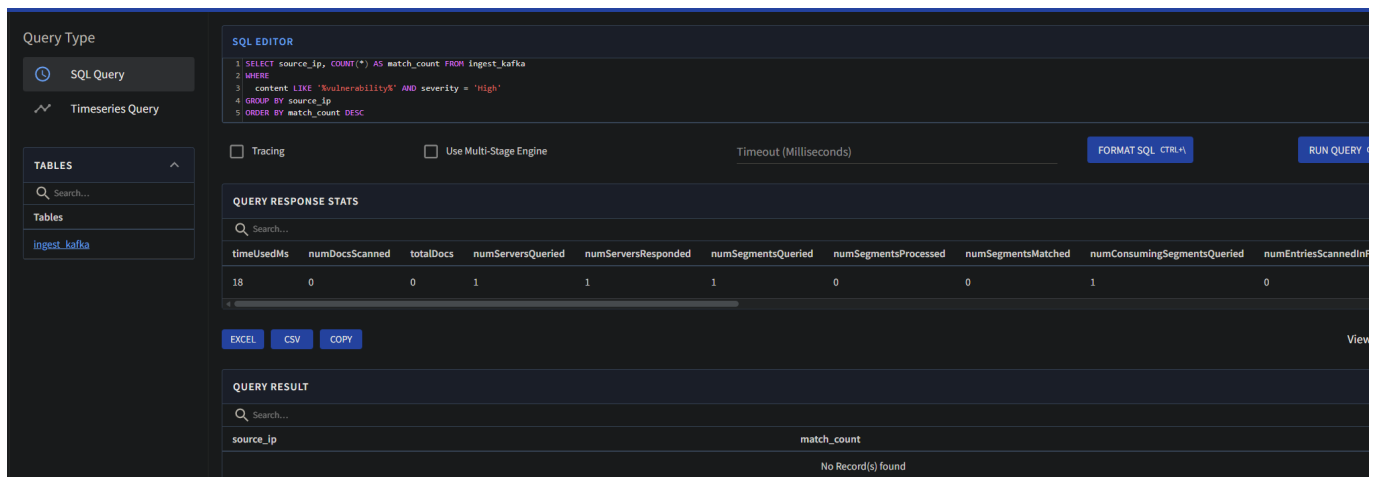 Query Type
SQL Query
Timeseries Query
TABLES
Search...
Tables
ingest_kafka
SQL EDITOR
1 SELECT source_ip, COUNT(*) AS match_count FROM ingest_kafka
2 WHERE
3 content LIKE '%vulnerability%' AND severity = 'High'
4 GROUP BY source_ip
5 ORDER BY match_count DESC
Tracing Use Multi-Stage Engine Timeout (Milliseconds) FORMAT SQL CTRL+\ RUN QUERY
QUERY RESPONSE STATS
Search...
timeUsedMs numDocsScanned totalDocs numServersQueried numServersResponded numSegmentsQueried numSegmentsProcessed numSegmentsMatched numConsumingSegmentsQueried numEntriesScannedInF
18 0 0 1 1 1 0 0 1 0
EXCEL CSV COPY View
QUERY RESULT
Search...
source_ip match_count
No Record(s) found